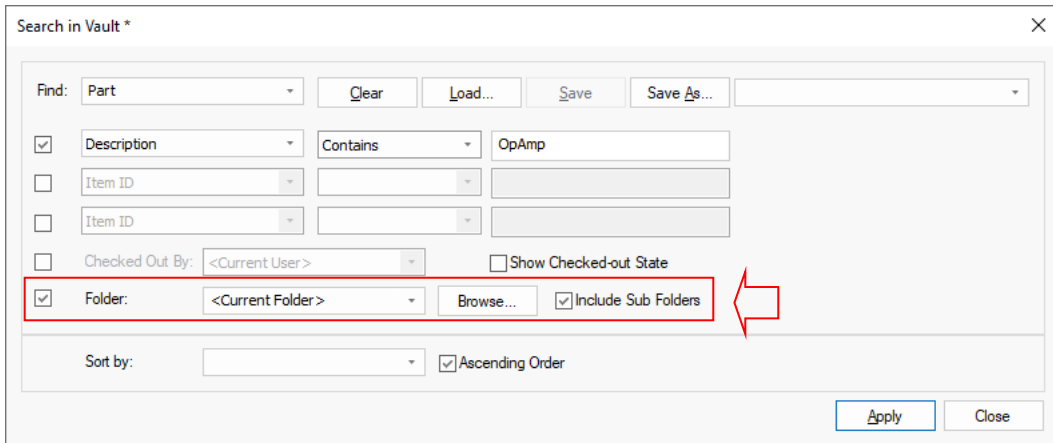 Search in Vault *
Find: Part Clear Load... Save Save As...
Description Contains OpAmp
Item ID
Item ID
Checked Out By: <Current User> Show Checked-out State
Folder: <Current Folder> Browse... Include Sub Folders
Sort by: Ascending Order
Apply Close